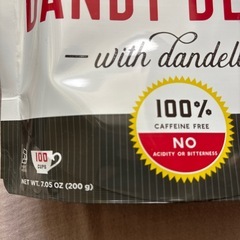 DANDY BL
with dandel
100%
CAFFEINE FREE
NO
ACIDITY OR BITTERNESS
100
CUPS
NET WT. 7.05 OZ (200 g)